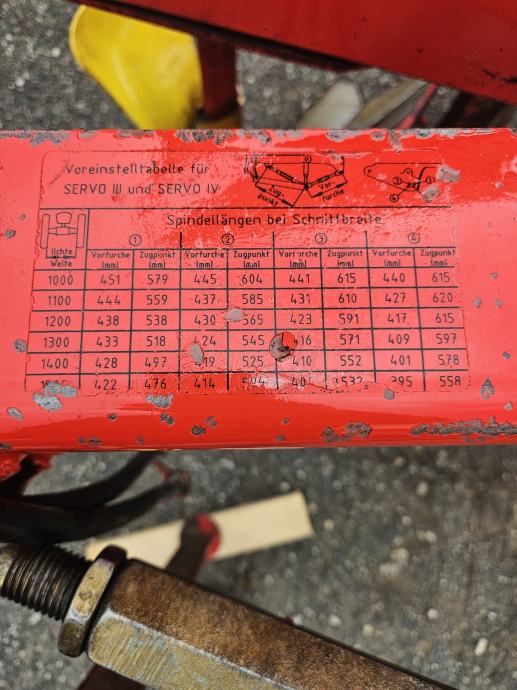 Voreinstelltabelle für
SERVO III und SERVO IV
Zug-
punkt
Vor-
furche
Spindellängen bei Schnittbreite
① ② ③ ④
lichte
Weite
Vorfurche Zugpunkt Vorfurche Zugpunkt Vorfurche Zugpunkt Vorfurche Zugpunkt
(mm) (mm) (mm) (mm) (mm) (mm) (mm) (mm)
1000 451 579 445 604 441 615 440 615
1100 444 559 437 585 431 610 427 620
1200 438 538 430 565 423 591 417 615
1300 433 518 545 571 409 597
1400 428 497 525 410 552 401 578
422 476 414 532 558